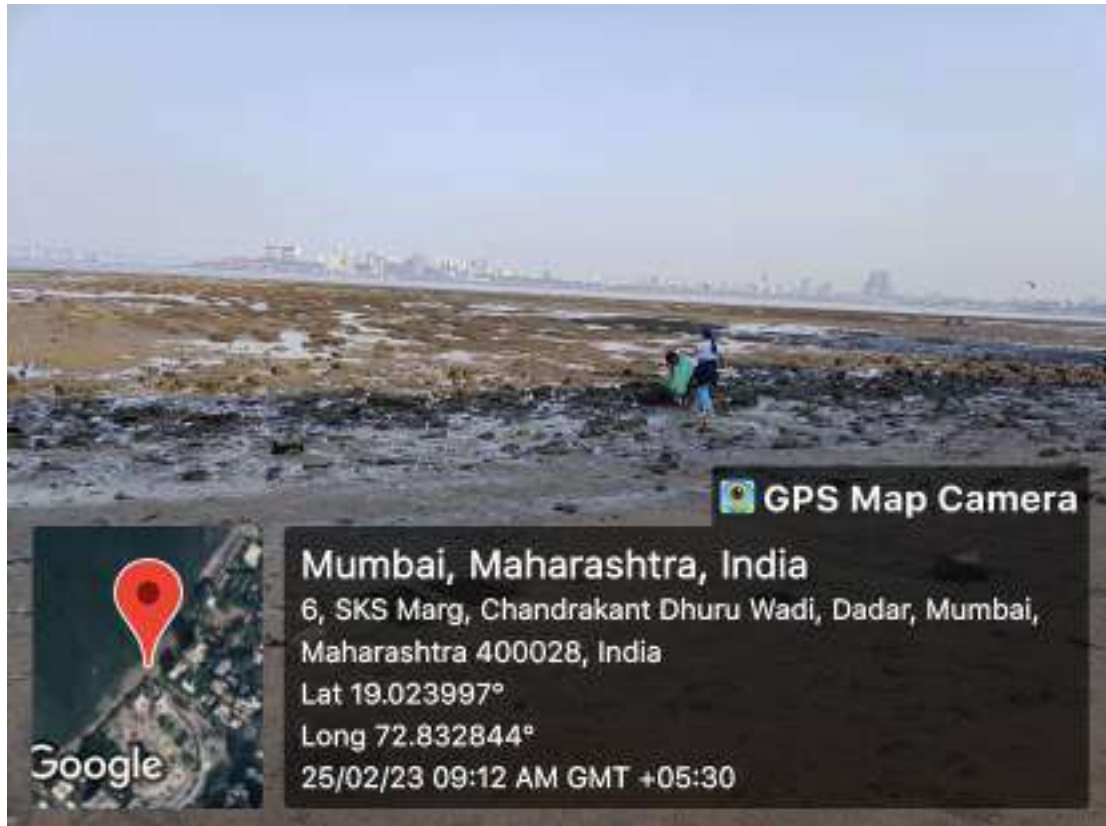 GPS Map Camera
Mumbai, Maharashtra, India
6, SKS Marg, Chandrakant Dhuru Wadi, Dadar, Mumbai,
Maharashtra 400028, India
Lat 19.023997°
Long 72.832844°
25/02/23 09:12 AM GMT +05:30
Google